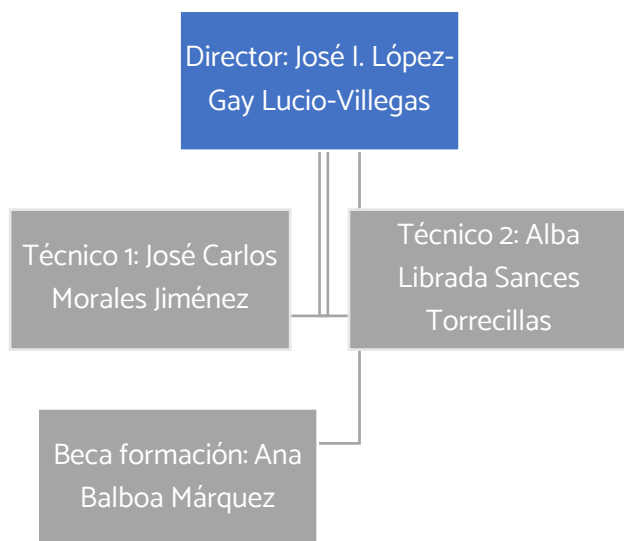 Director: José I. López-
Gay Lucio-Villegas
Técnico 1: José Carlos
Morales Jiménez
Técnico 2: Alba
Librada Sances
Torrecillas
Beca formación: Ana
Balboa Márquez